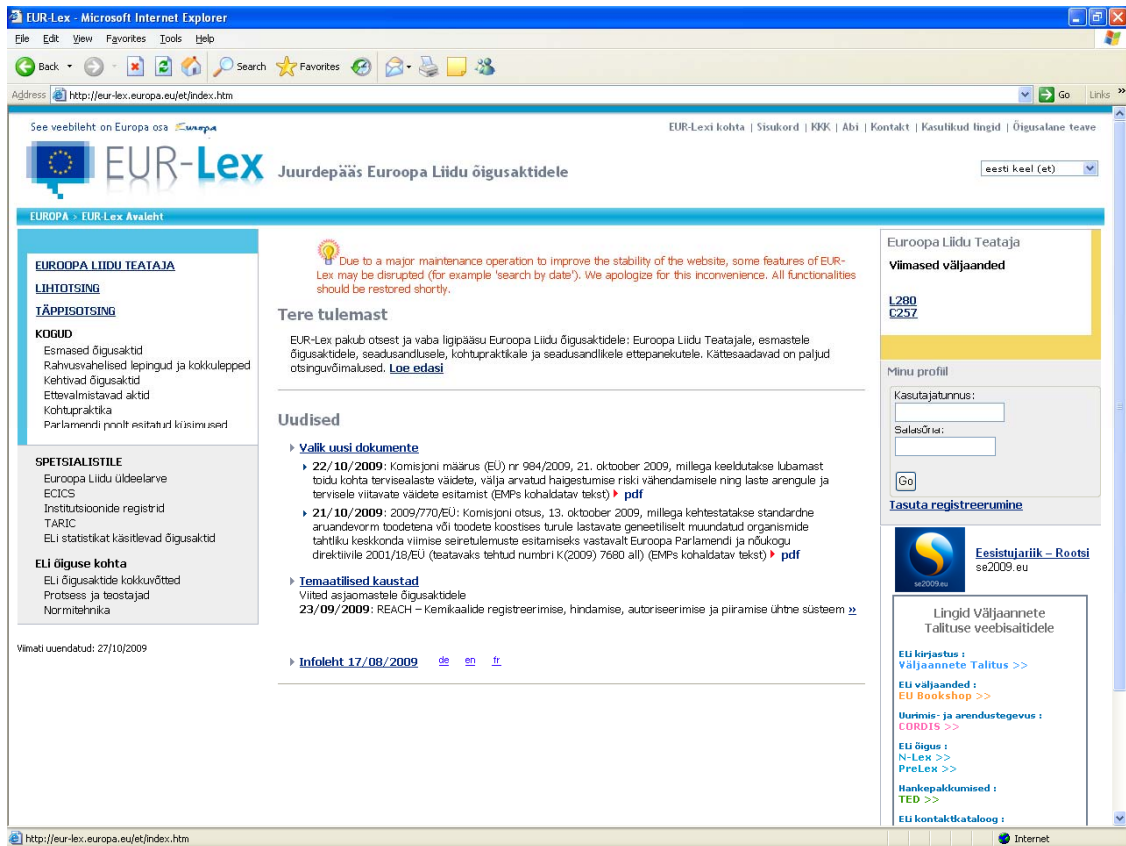 EUR-Lex - Microsoft Internet Explorer
File Edit View Favorites Tools Help
Back Search Favorites
Address http://eur-lex.europa.eu/et/index.htm Go Links »
See veebileht on Europa osa Europa
EUR-Lexi kohta | Sisukord | KKK | Abi | Kontakt | Kasulikud lingid | Õigusalane teave
EUR-Lex Juurdepääs Euroopa Liidu õigusaktidele
eesti keel (et)
EUROPA > EUR-Lex Avaleht
EUROOPA LIIDU TEATAJA
LIHTOTSING
TÄPPISOTSING
KOGUD
Esmased õigusaktid
Rahvusvahelised lepingud ja kokkulepped
Kehtivad õigusaktid
Ettevalmistavad aktid
Kohtupraktika
Parlamendi poolt esitatud küsimused
SPETSIALISTILE
Euroopa Liidu üldeelarve
ECICS
Institutsioonide registrid
TARIC
ELi statistikat käsitlevad õigusaktid
ELi õiguse kohta
ELi õigusaktide kokkuvõtted
Protsess ja teostajad
Normitehnika
Viimati uuendatud: 27/10/2009
Due to a major maintenance operation to improve the stability of the website, some features of EUR-
Lex may be disrupted (for example 'search by date'). We apologize for this inconvenience. All functionalities
should be restored shortly.
Tere tulemast
EUR-Lex pakub otsest ja vaba ligipääsu Euroopa Liidu õigusaktidele: Euroopa Liidu Teatajale, esmastele
õigusaktidele, seadusandlusele, kohtupraktikale ja seadusandlikele ettepanekutele. Kättesaadavad on paljud
otsinguvõimalused. Loe edasi
Uudised
Valik uusi dokumente
22/10/2009: Komisjoni määrus (EÜ) nr 984/2009, 21. oktoober 2009, millega keeldutakse lubamast
toidu kohta tervisealaste väidete, välja arvatud haigestumise riski vähendamisele ning laste arengule ja
tervisele viitavate väidete esitamist (EMPs kohaldatav tekst) pdf
21/10/2009: 2009/770/EÜ: Komisjoni otsus, 13. oktoober 2009, millega kehtestatakse standardne
aruandevorm toodetena või toodete koostises turule lastavate geneetiliselt muundatud organismide
tahtliku keskkonda viimise seiretulemuste esitamiseks vastavalt Euroopa Parlamendi ja nõukogu
direktiivile 2001/18/EÜ (teatavaks tehtud numbri K(2009) 7680 all) (EMPs kohaldatav tekst) pdf
Temaatilised kaustad
Viited asjaomastele õigusaktidele
23/09/2009: REACH – Kemikaalide registreerimise, hindamise, autoriseerimise ja piiramise ühtne süsteem »
Infoleht 17/08/2009 de en fr
Euroopa Liidu Teataja
Viimased väljaanded
L280
C257
Minu profiil
Kasutajatunnus:
Salasõna:
Go
Tasuta registreerumine
se2009.eu
Eesistujariik – Rootsi
se2009.eu
Lingid Väljaannete
Talituse veebisaitidele
ELi kirjastus :
Väljaannete Talitus >>
ELi väljaanded :
EU Bookshop >>
Uurimis- ja arendustegevus :
CORDIS >>
ELi õigus :
N-Lex >>
PreLex >>
Hankepakkumised :
TED >>
ELi kontaktkataloog :
http://eur-lex.europa.eu/et/index.htm Internet